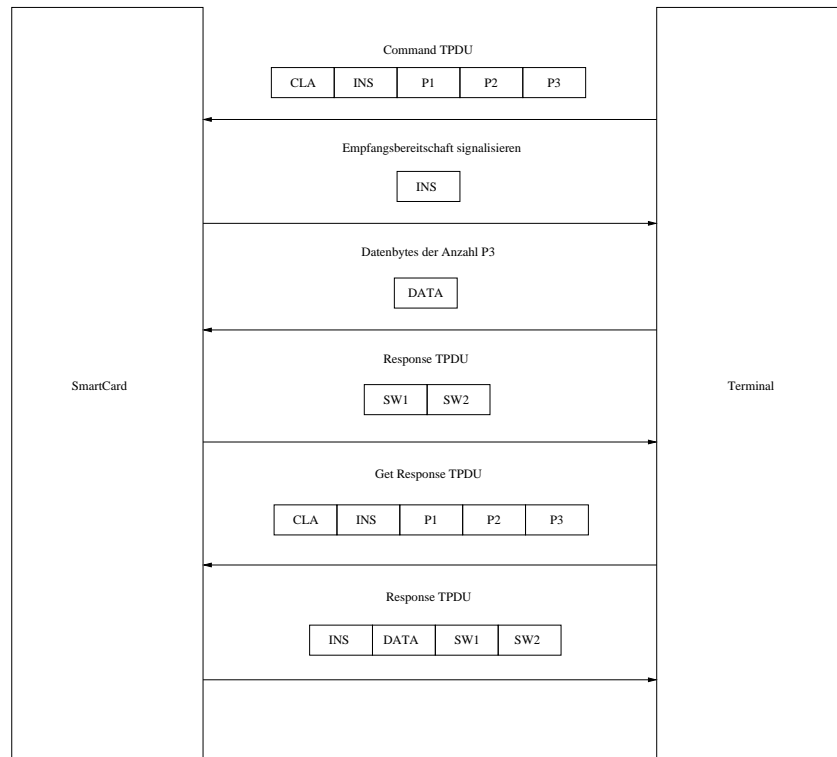 Command TPDU
CLA INS P1 P2 P3
Empfangsbereitschaft signalisieren
INS
Datenbytes der Anzahl P3
DATA
Response TPDU
SmartCard
Terminal
SW1 SW2
Get Response TPDU
CLA INS P1 P2 P3
Response TPDU
INS DATA SW1 SW2